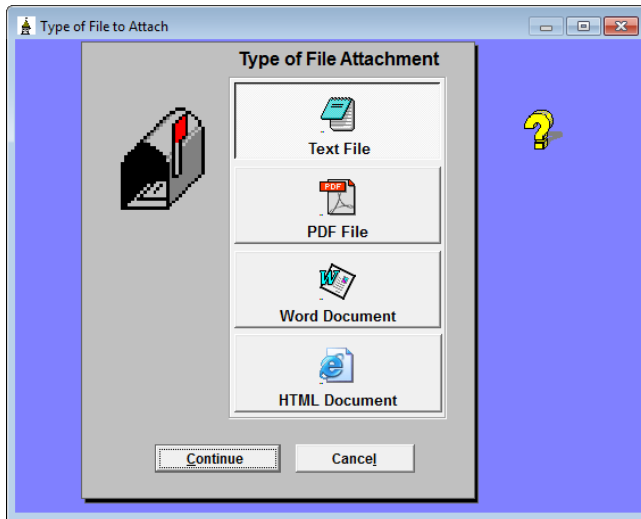 Type of File to Attach
Type of File Attachment
Text File
PDF
PDF File
W
Word Document
HTML Document
Continue
Cancel